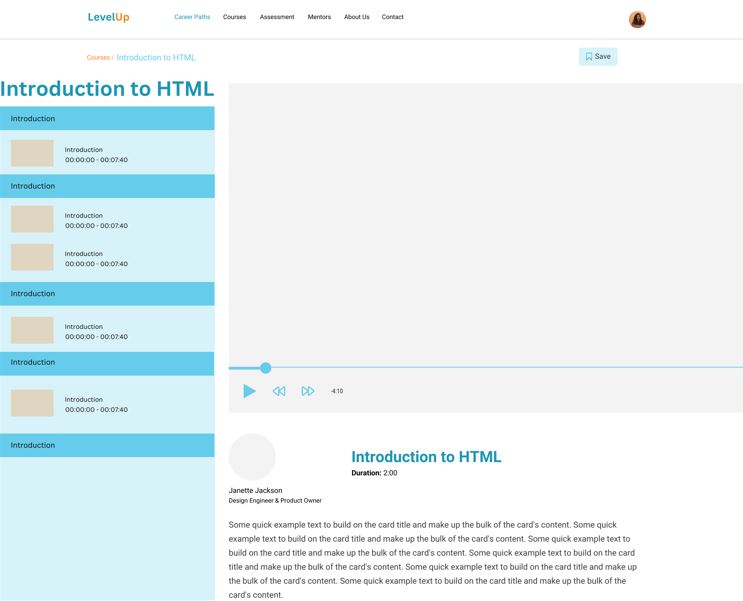 LevelUp
Career Paths
Courses
Assessment
Mentors
About Us
Contact
Courses / Introduction to HTML
Save
Introduction to HTML
Introduction
Introduction
00:00:00 - 00:07:40
Introduction
Introduction
00:00:00 - 00:07:40
Introduction
00:00:00 - 00:07:40
Introduction
Introduction
00:00:00 - 00:07:40
Introduction
Introduction
00:00:00 - 00:07:40
Introduction
-4:10
Janette Jackson
Design Engineer & Product Owner
Introduction to HTML
Duration: 2:00
Some quick example text to build on the card title and make up the bulk of the card's content. Some quick
example text to build on the card title and make up the bulk of the card's content. Some quick example text to
build on the card title and make up the bulk of the card's content. Some quick example text to build on the card
title and make up the bulk of the card's content. Some quick example text to build on the card title and make up
the bulk of the card's content. Some quick example text to build on the card title and make up the bulk of the
card's content.